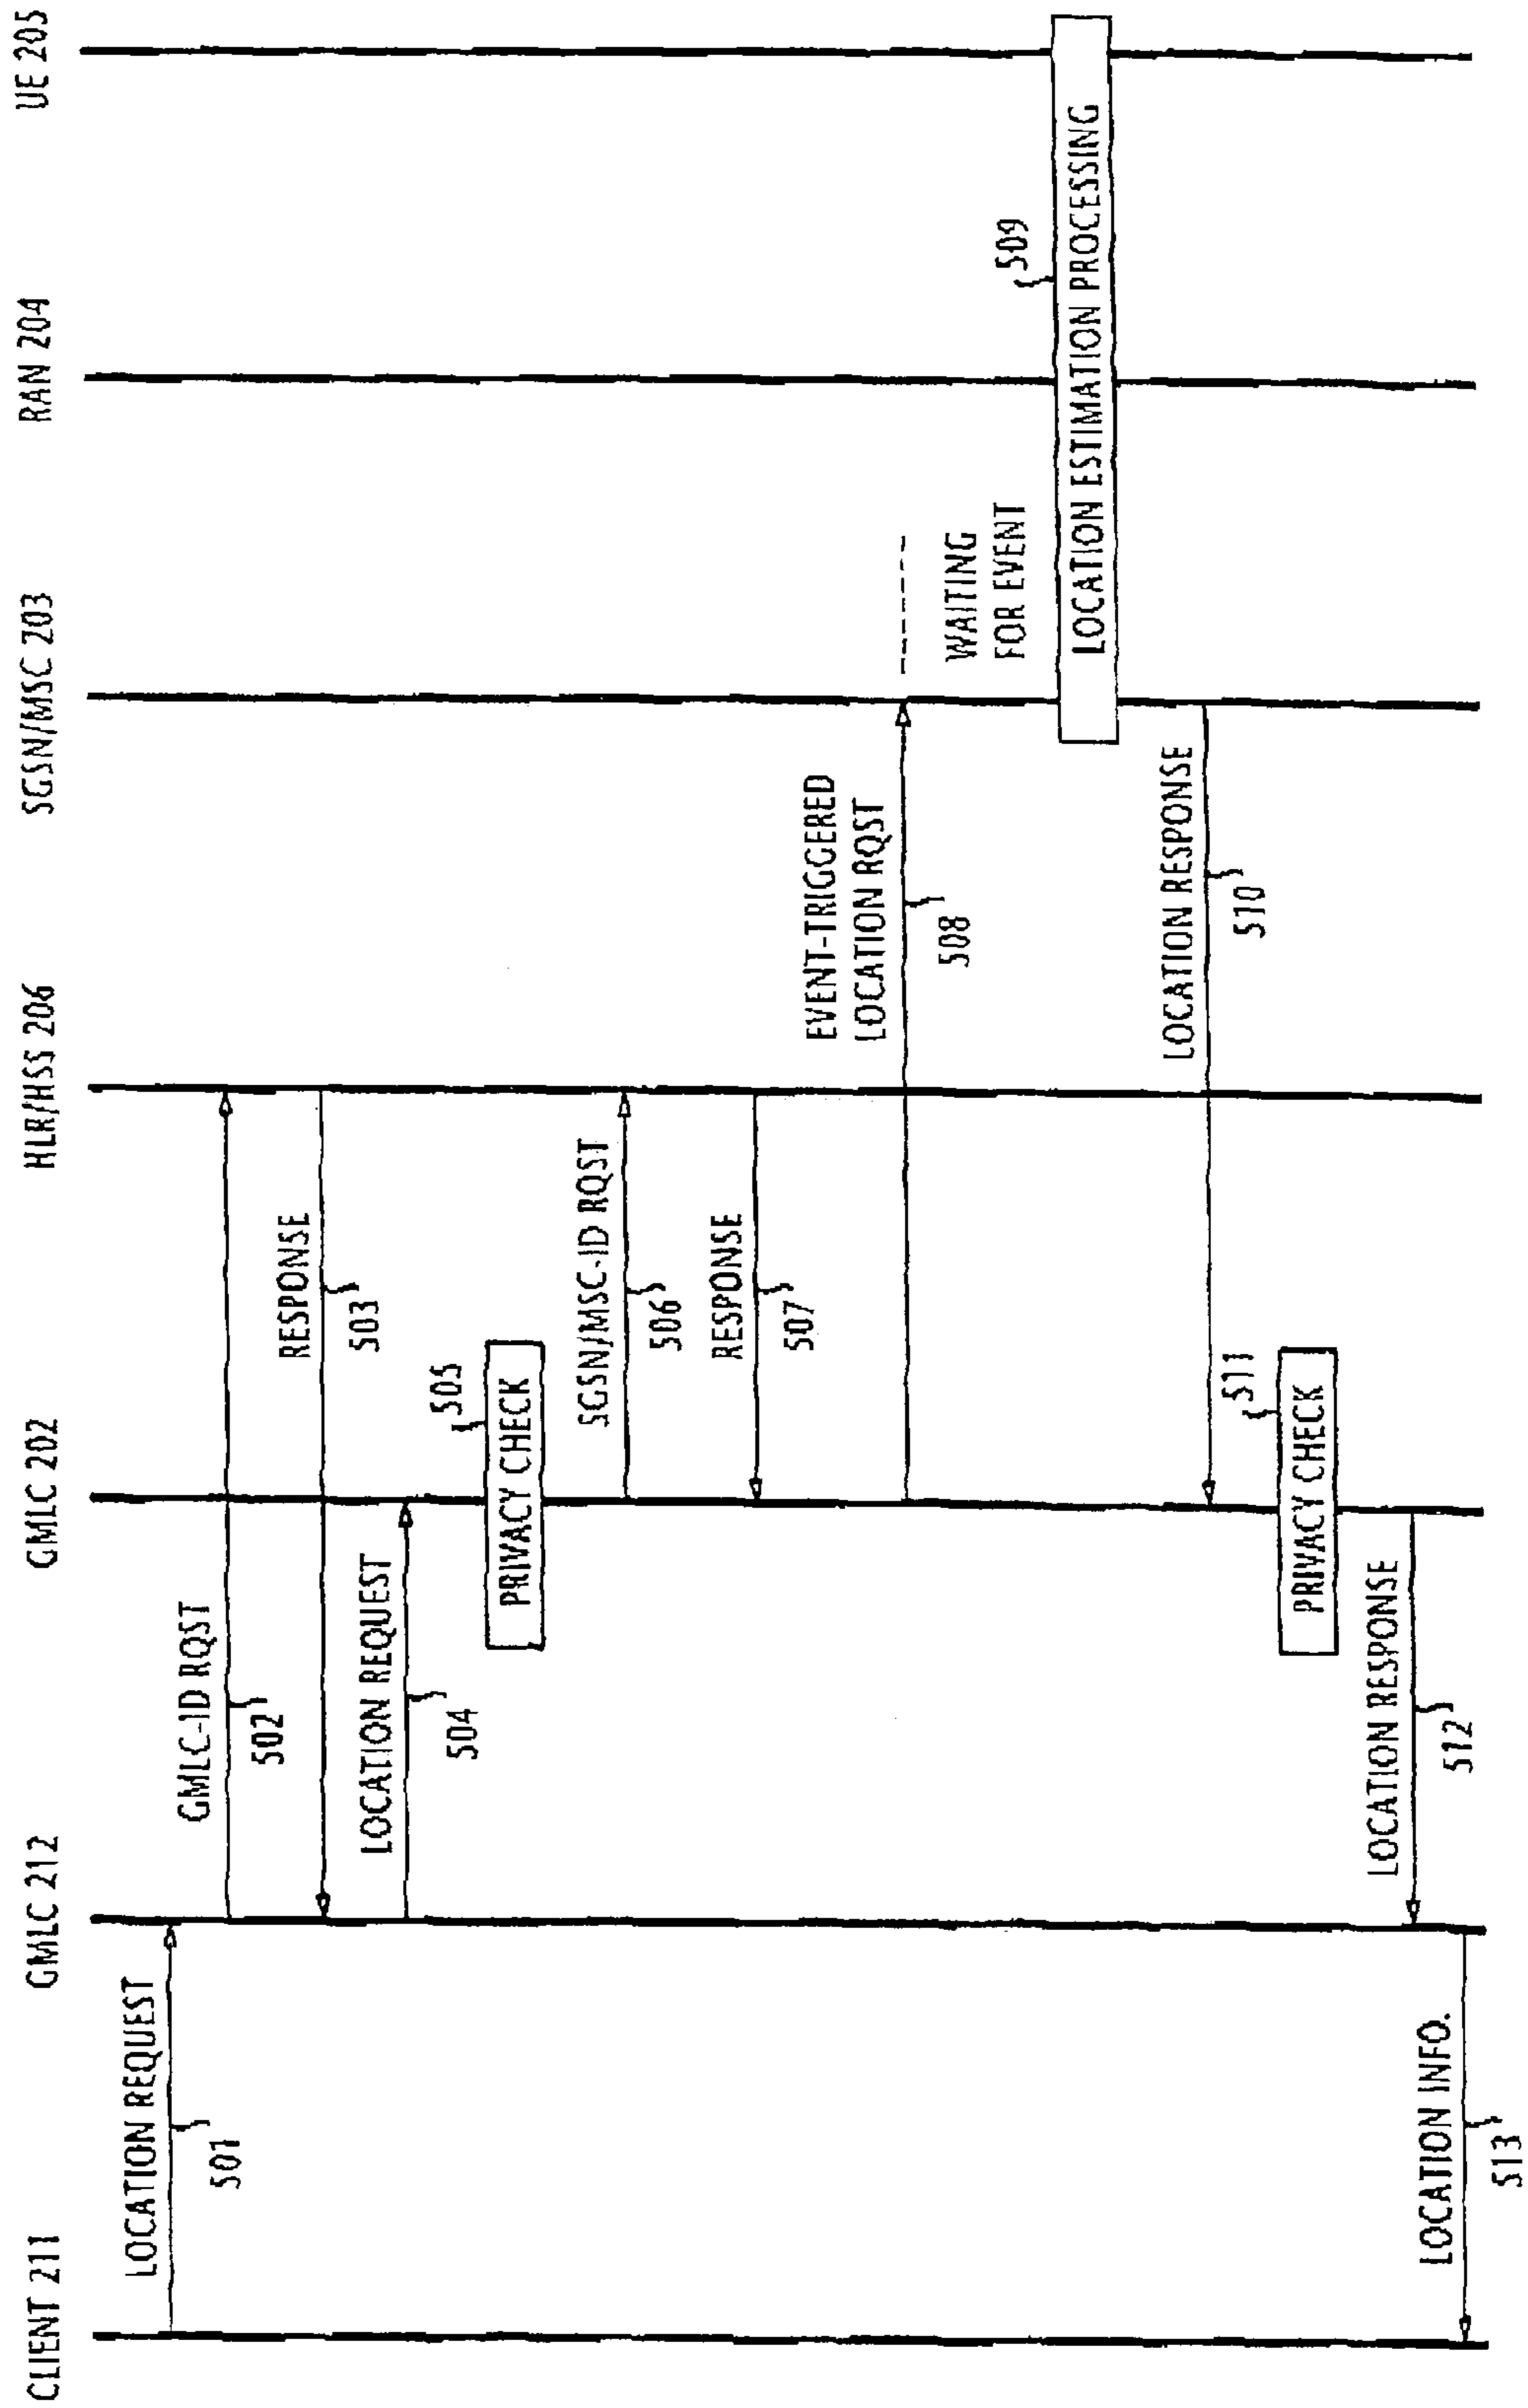 CLIENT 211
GMLC 212
GMLC 202
HLR/HSS 206
SGSN/MSC 203
RAN 204
UE 205
LOCATION REQUEST
501
GMLC-ID RQST
502
RESPONSE
503
LOCATION REQUEST
504
505
PRIVACY CHECK
SGSN/MSC-ID RQST
506
RESPONSE
507
EVENT-TRIGGERED
LOCATION RQST
508
WAITING
FOR EVENT
509
LOCATION ESTIMATION PROCESSING
LOCATION RESPONSE
510
511
PRIVACY CHECK
LOCATION RESPONSE
512
LOCATION INFO.
513